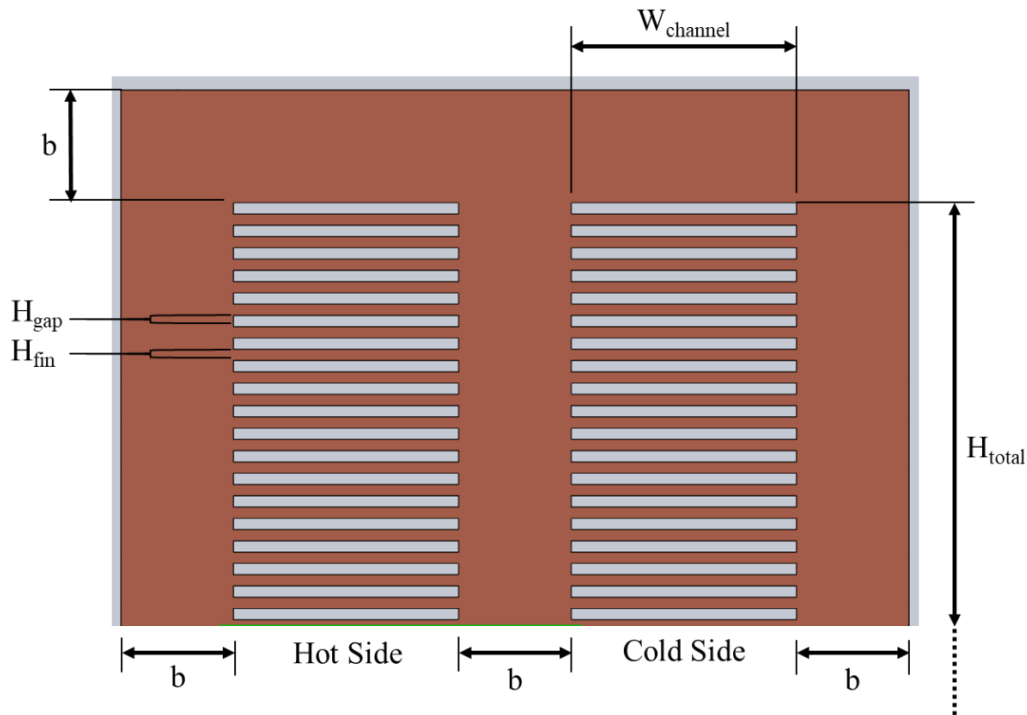 W_channel
b
H_gap
H_fin
H_total
Hot Side
Cold Side
b
b
b